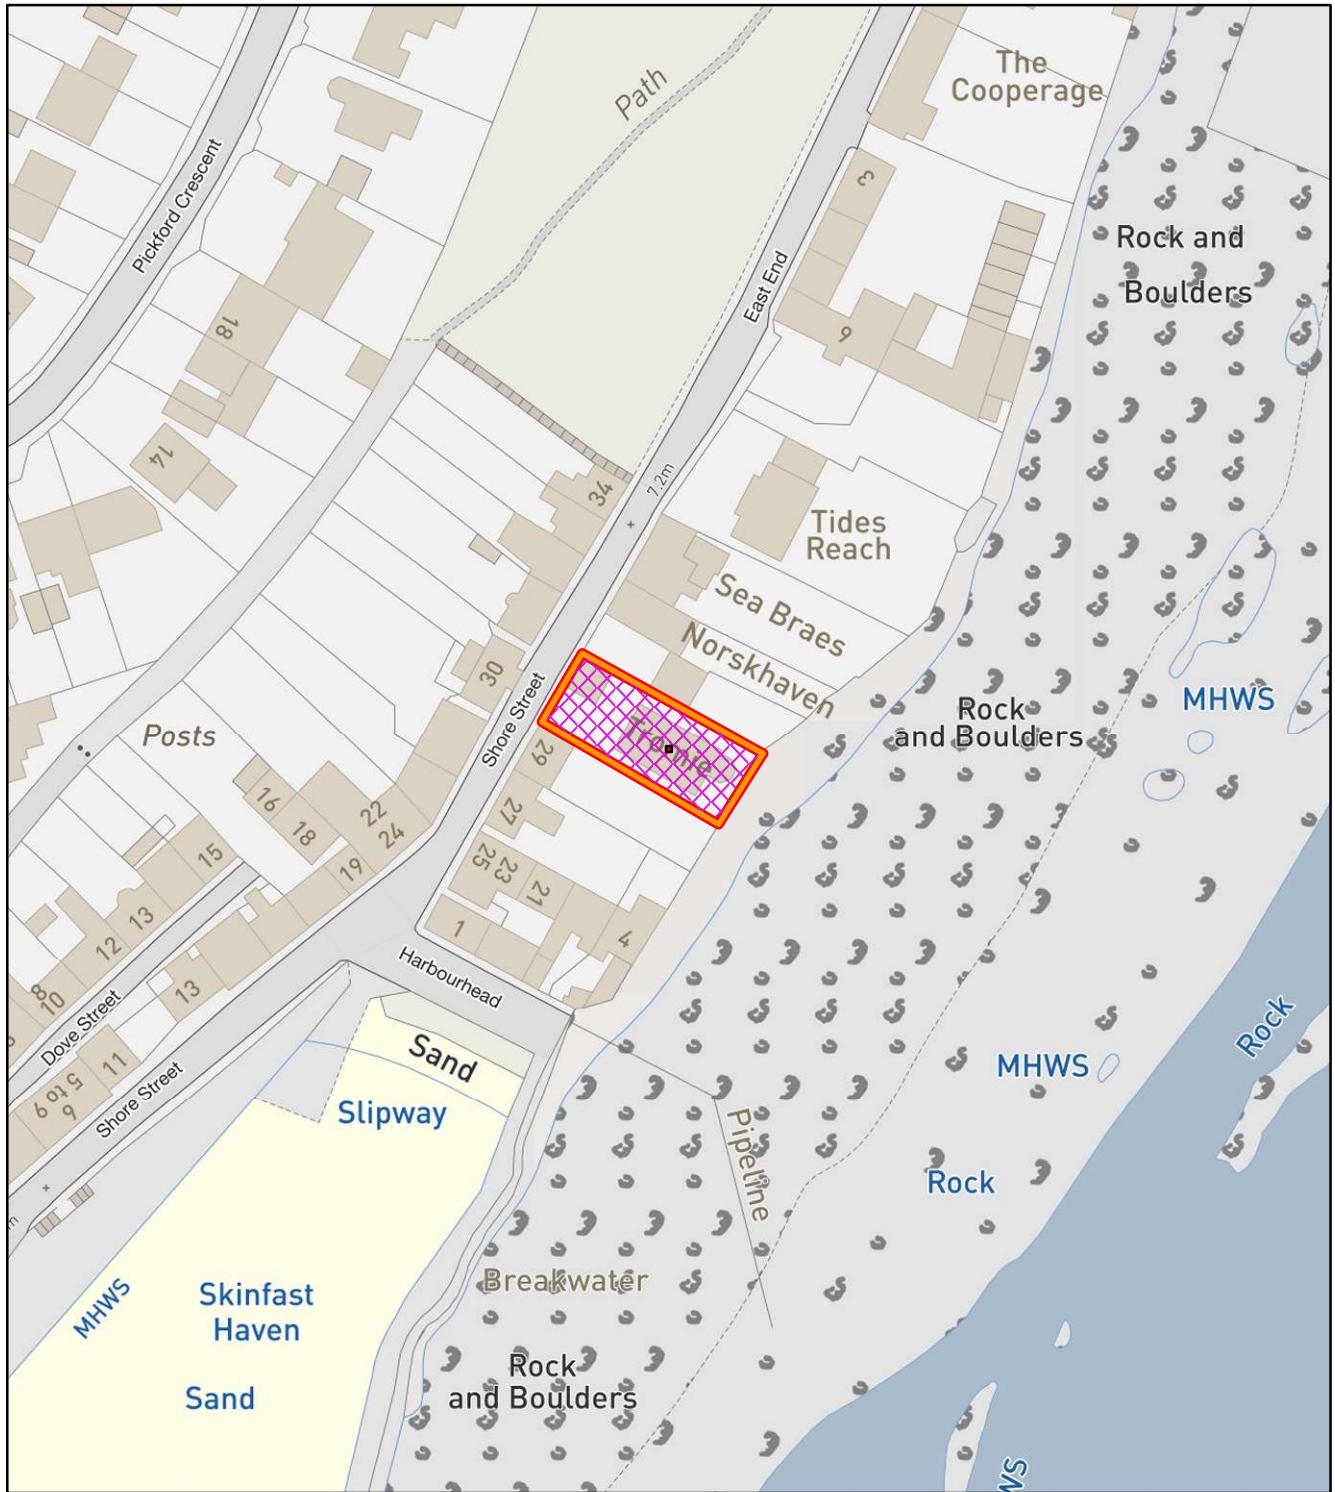 The
Cooperage
Path
Pickford Crescent
3
Rock and
Boulders
East End
6
18
14
34
7.2m
Tides
Reach
Sea Braes
Norskhaven
30
Shore Street
MHWS
Rock
and Boulders
Posts
Tromie
29
27
16
18
22
24
19
15
25
23
21
13
12
1
4
Harbourhead
8
10
13
Dove Street
Sand
Rock
MHWS
11
5 to 9
6
Shore Street
Slipway
Pipeline
Rock
Breakwater
MHWS
Skinfast
Haven
Rock
and Boulders
Sand